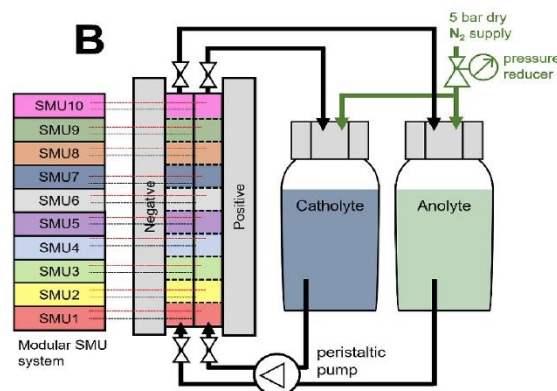 B
5 bar dry
N2 supply
pressure
reducer
SMU10
SMU9
SMU8
SMU7
SMU6
SMU5
SMU4
SMU3
SMU2
SMU1
Modular SMU
system
Negative
Positive
Catholyte
Anolyte
peristaltic
pump